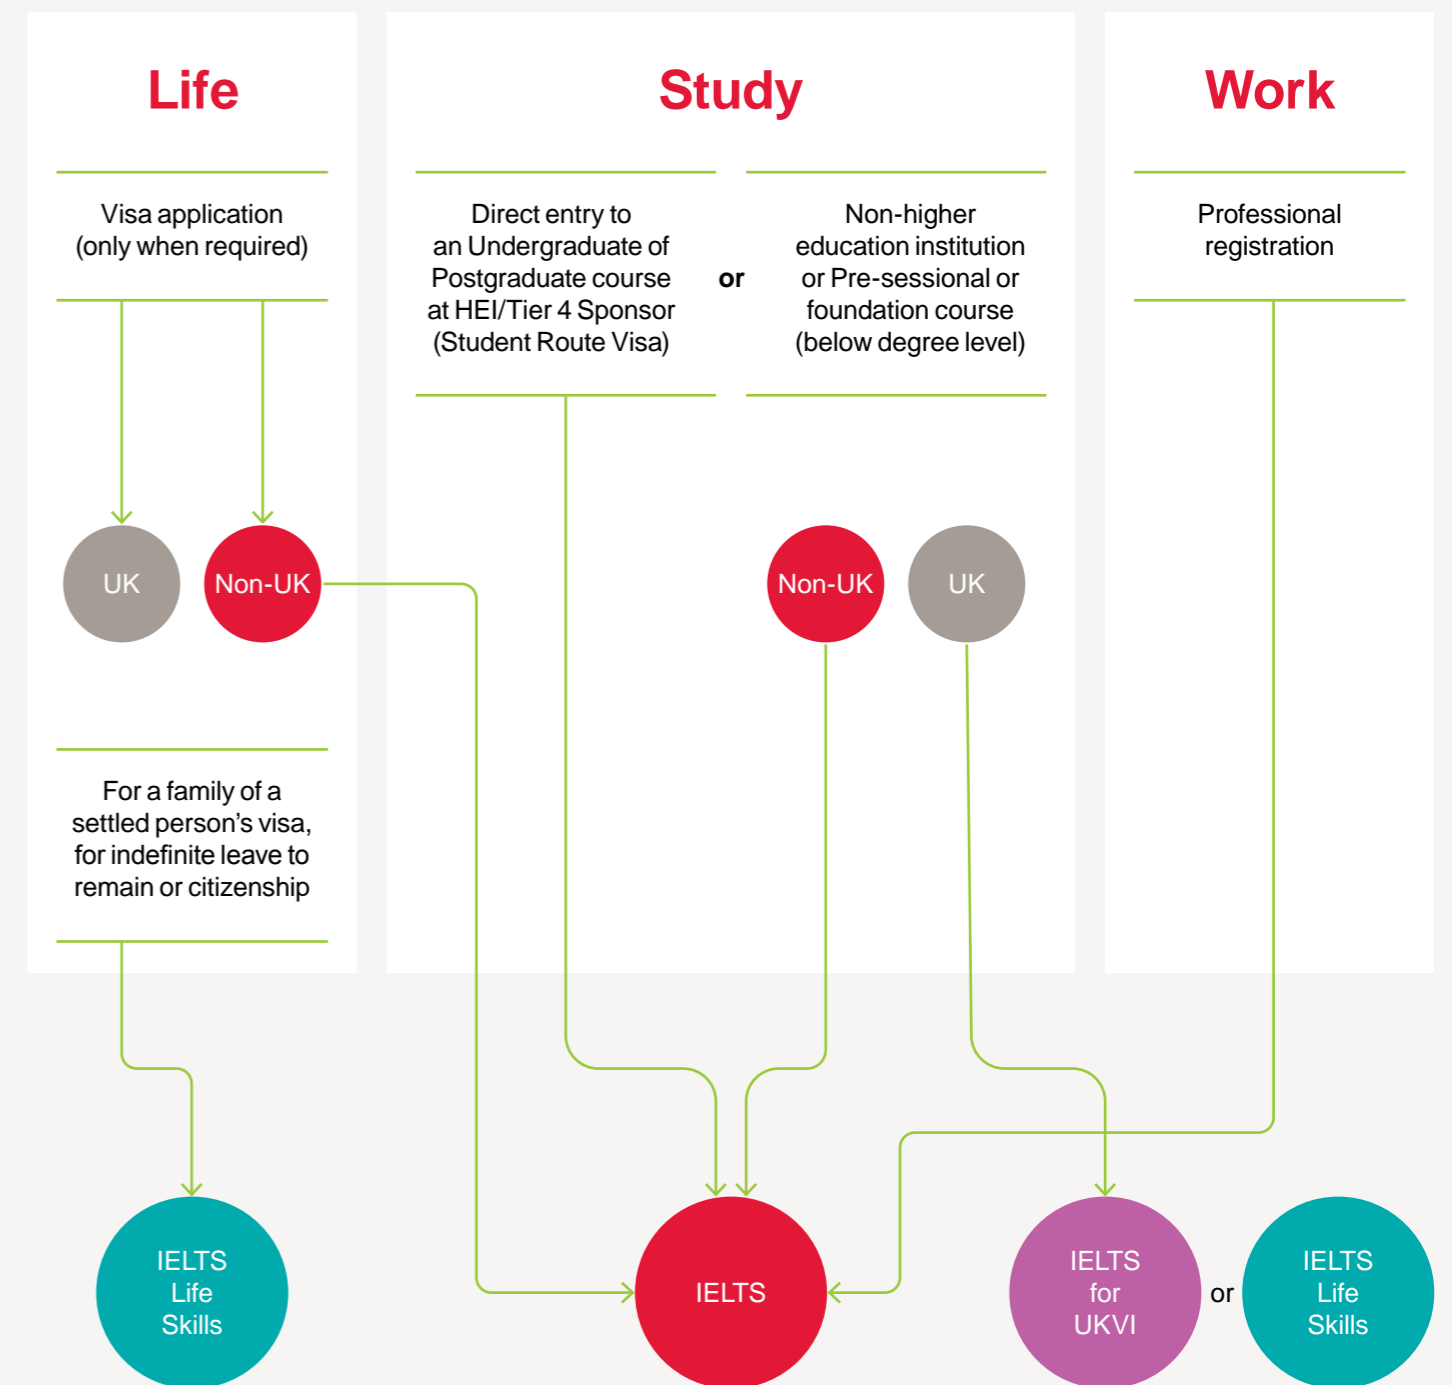 Life
Study
Work
Visa application
(only when required)
Direct entry to
an Undergraduate of
Postgraduate course
at HEI/Tier 4 Sponsor
(Student Route Visa)
or
Non-higher
education institution
or Pre-sessional or
foundation course
(below degree level)
Professional
registration
UK
Non-UK
Non-UK
UK
For a family of a
settled person’s visa,
for indefinite leave to
remain or citizenship
IELTS
Life
Skills
IELTS
IELTS
for
UKVI
or
IELTS
Life
Skills